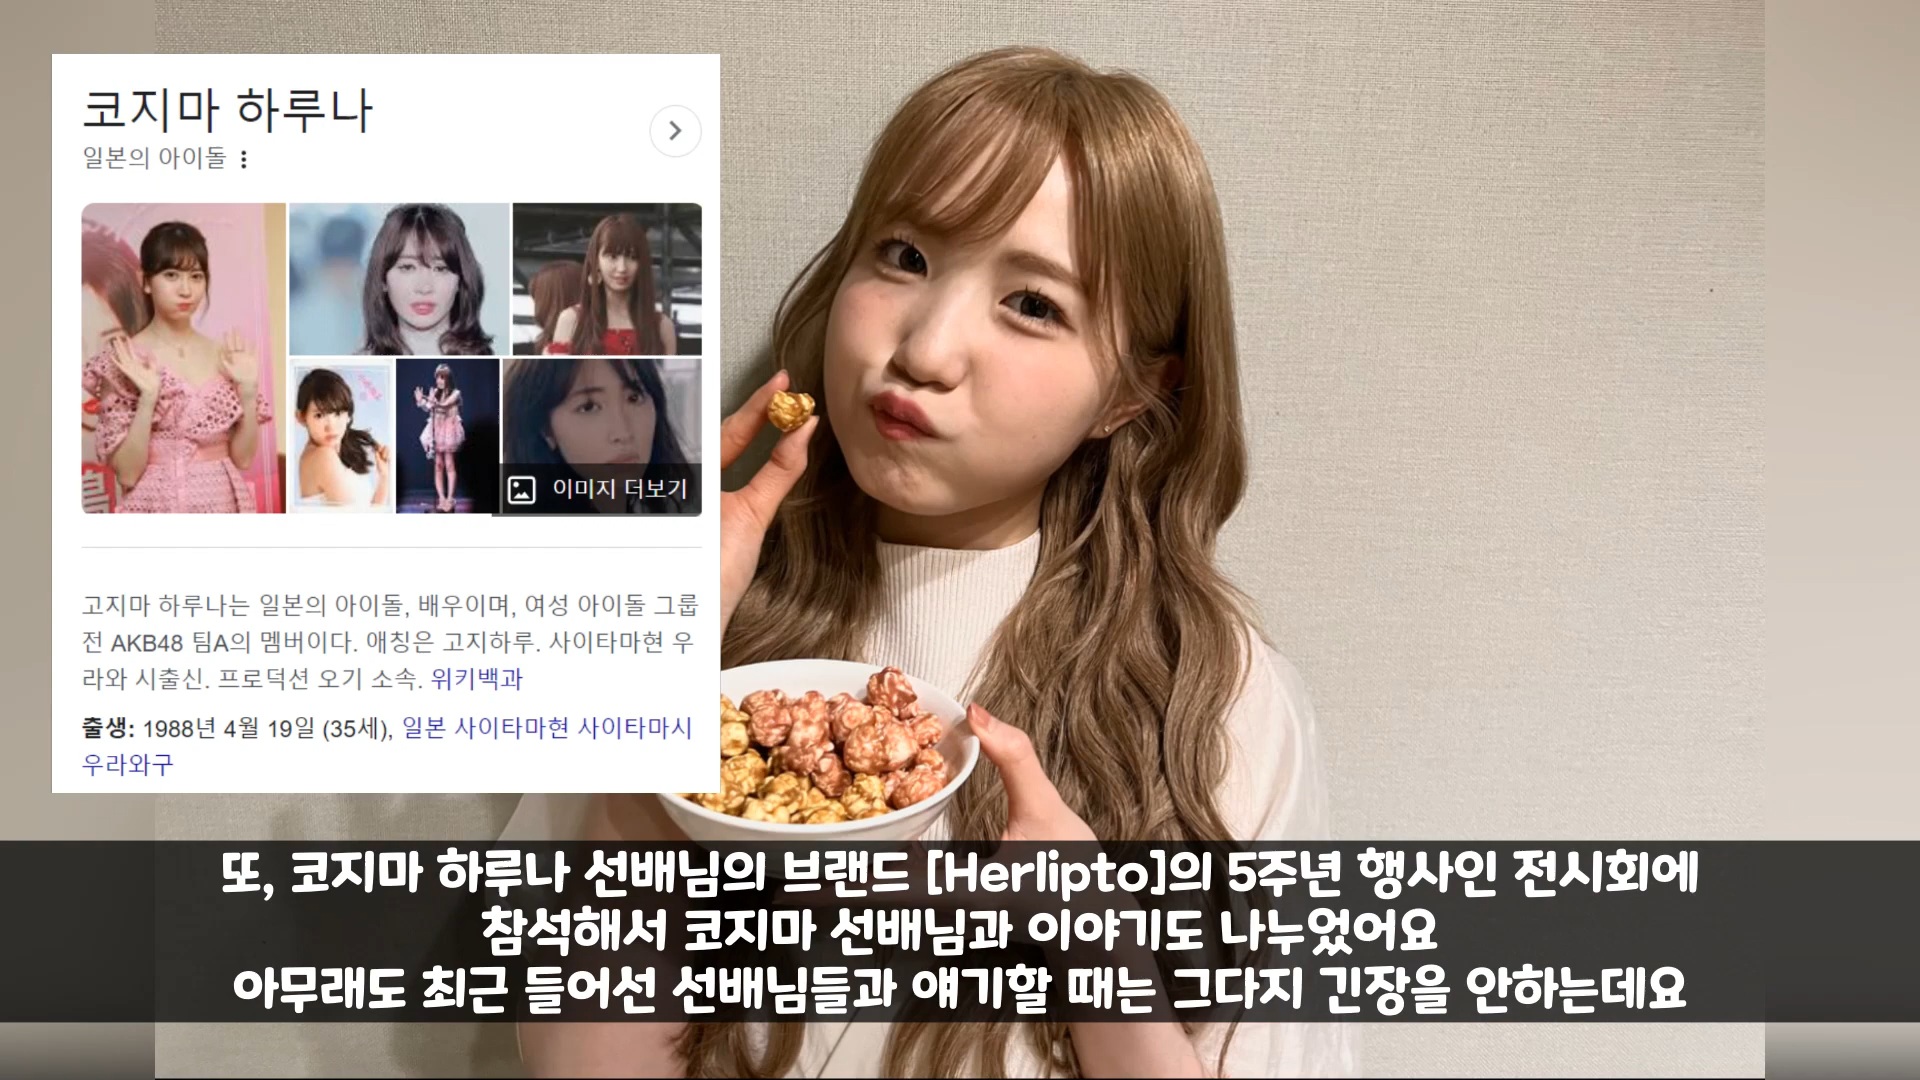 코지마 하루나
일본의 아이돌
이미지 더보기
고지마 하루나는 일본의 아이돌, 배우이며, 여성 아이돌 그룹
전 AKB48 팀A의 멤버이다. 애칭은 고지하루. 사이타마현 우
라와 시출신. 프로덕션 오기 소속. 위키백과
출생: 1988년 4월 19일 (35세), 일본 사이타마현 사이타마시
우라와구
또, 코지마 하루나 선배님의 브랜드 [Herlipto]의 5주년 행사인 전시회에
참석해서 코지마 선배님과 이야기도 나누었어요
아무래도 최근 들어선 선배님들과 얘기할 때는 그다지 긴장을 안하는데요